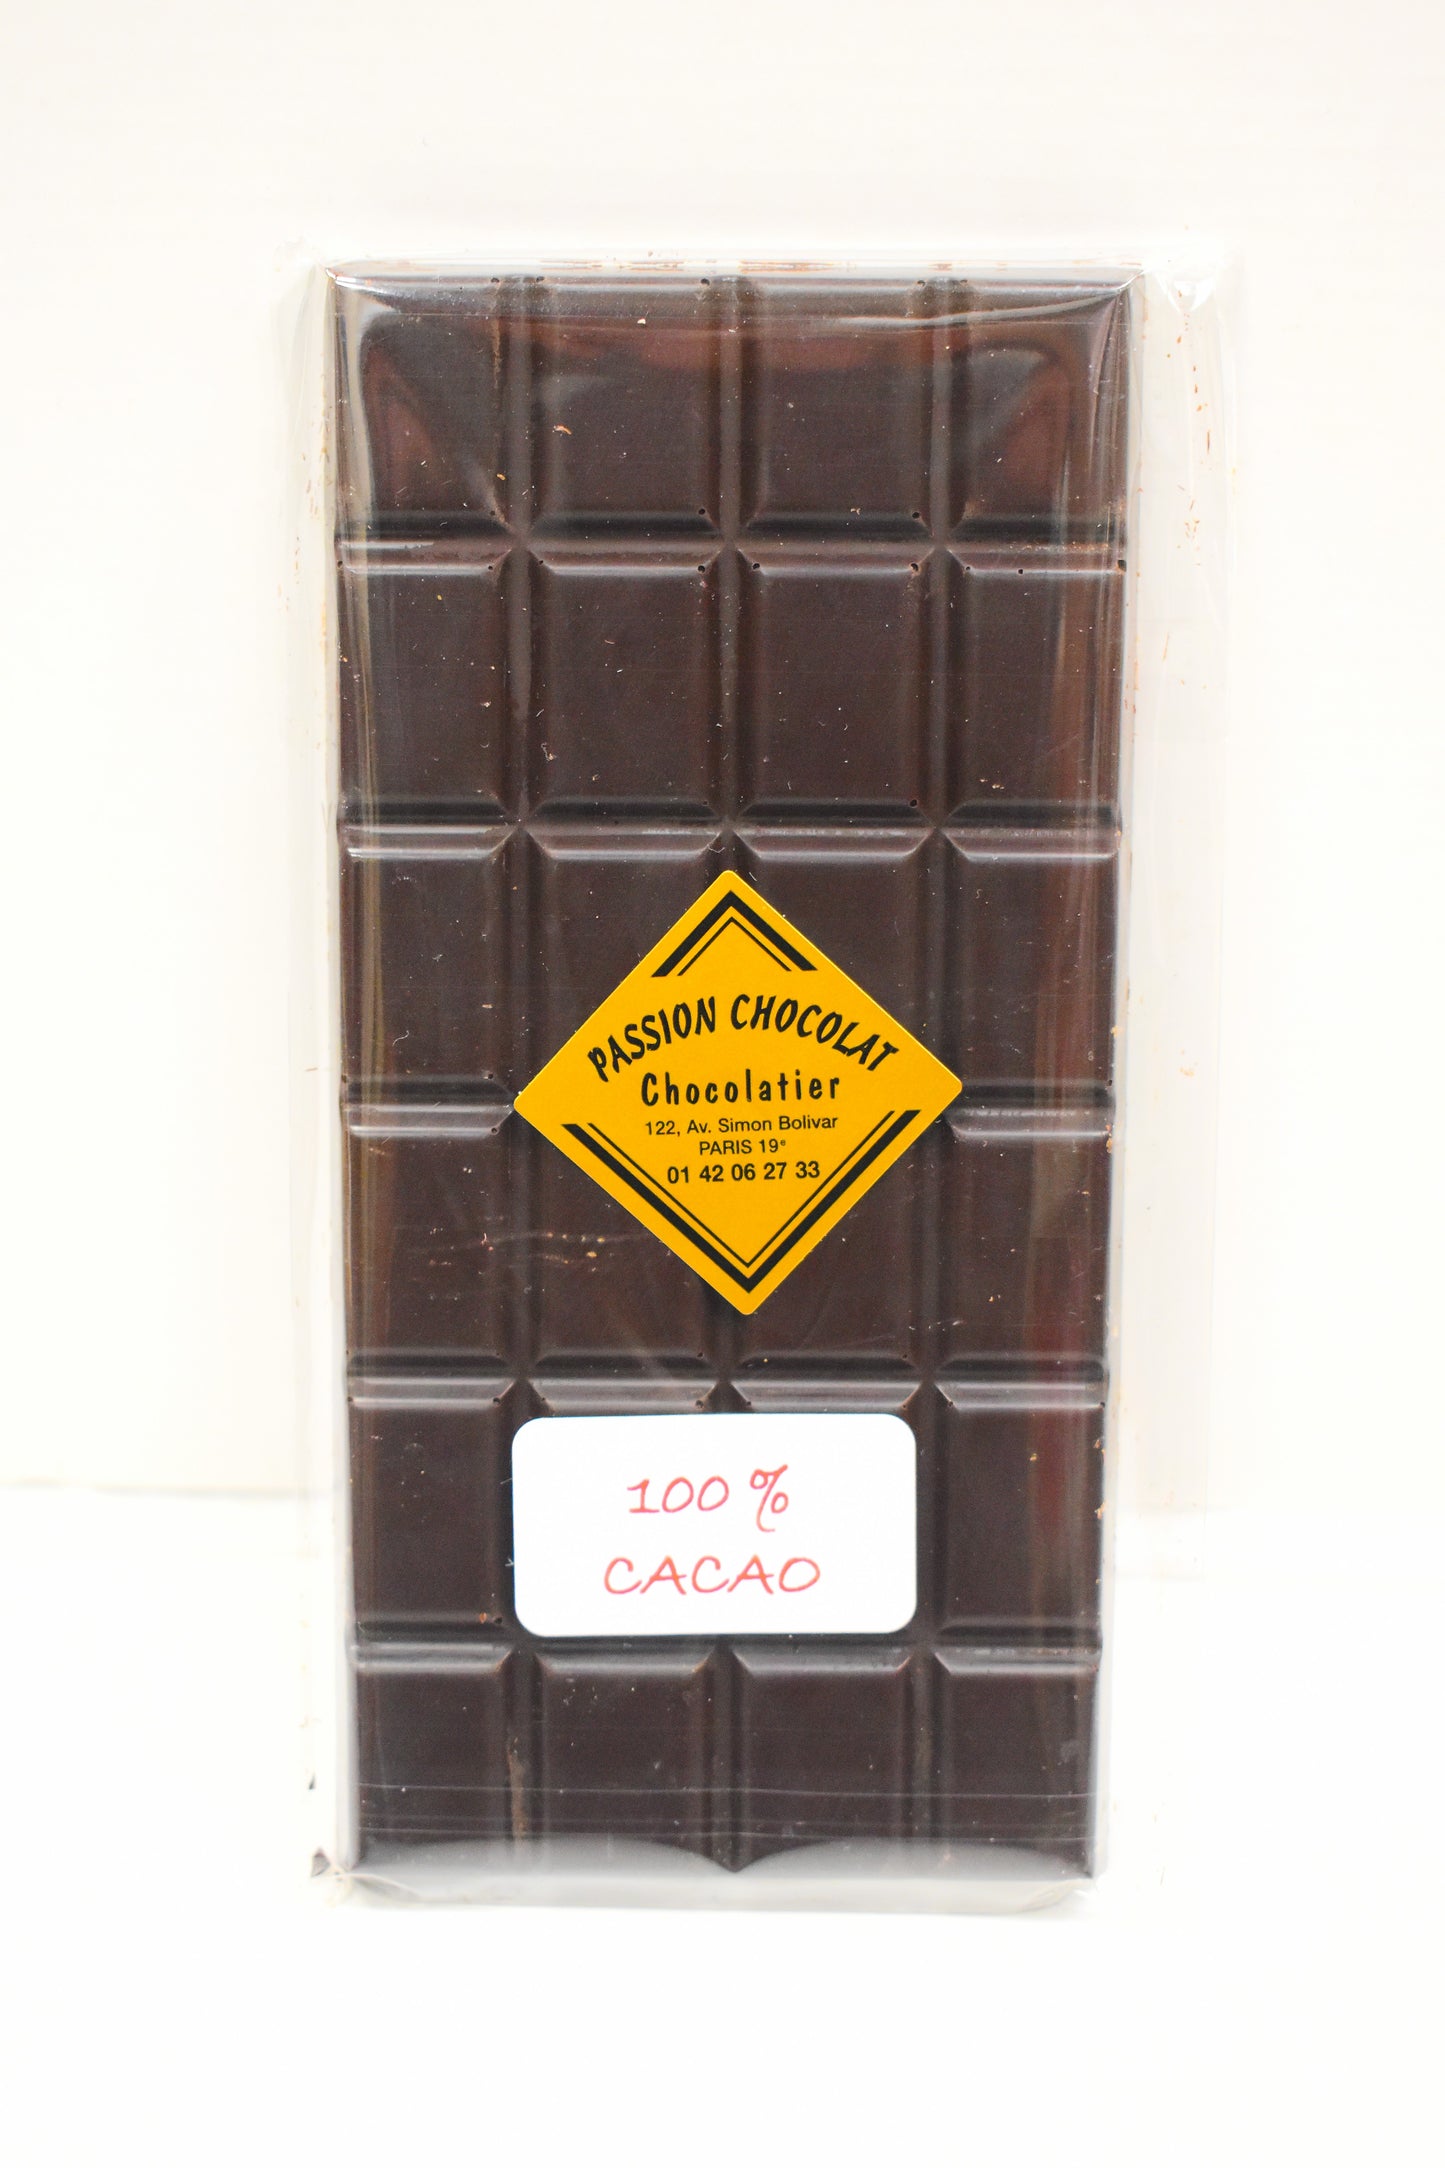 PASSION CHOCOLAT
Chocolatier
122, Av. Simon Bolivar
PARIS 19e
01 42 06 27 33
100 %
CACAO